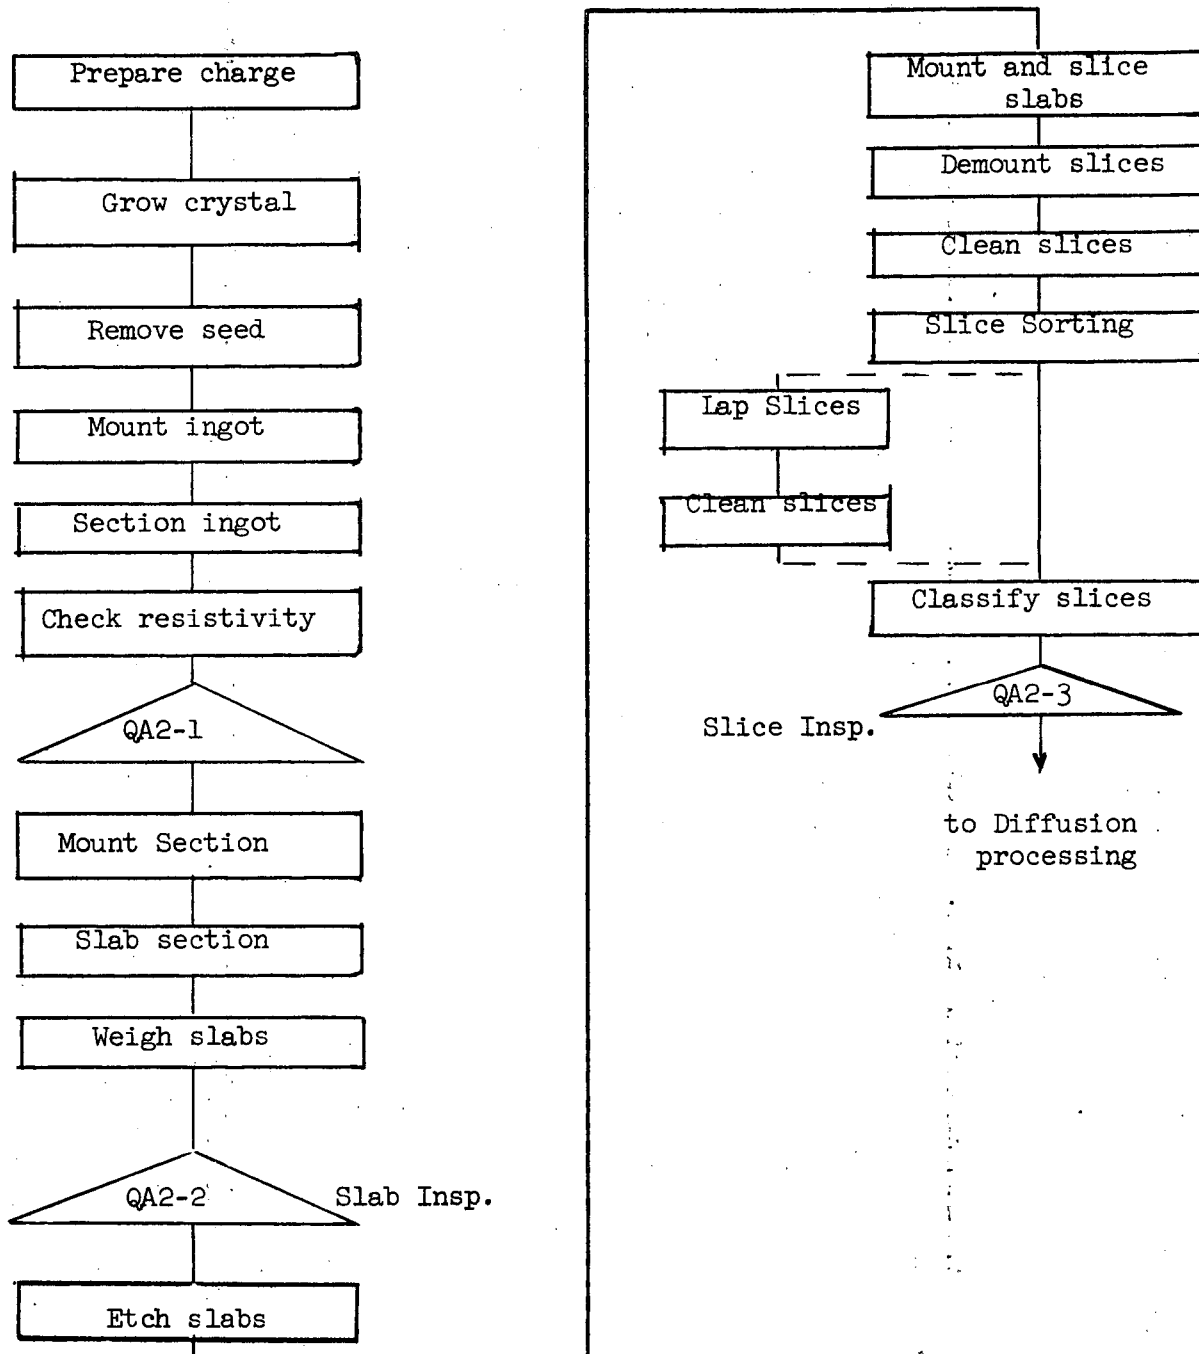 Prepare charge
Grow crystal
Remove seed
Mount ingot
Section ingot
Check resistivity
QA2-1
Mount Section
Slab section
Weigh slabs
QA2-2
Slab Insp.
Etch slabs
Mount and slice
slabs
Demount slices
Clean slices
Slice Sorting
Lap Slices
Clean slices
Classify slices
QA2-3
Slice Insp.
to Diffusion
processing